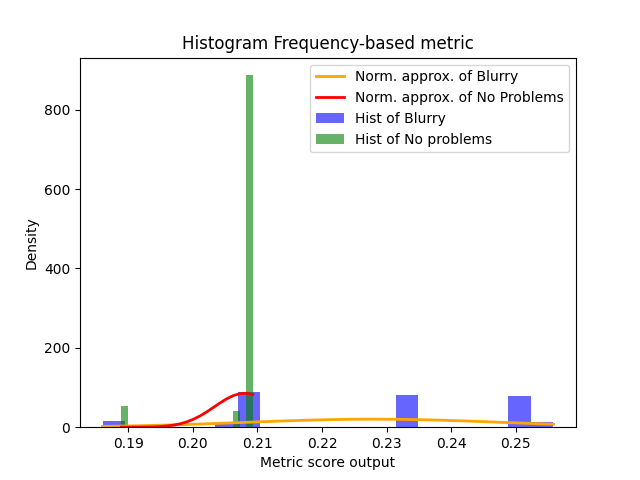 Histogram Frequency-based metric
Norm. approx. of Blurry
Norm. approx. of No Problems
Hist of Blurry
Hist of No problems
Density
800
600
400
200
0
0.19 0.20 0.21 0.22 0.23 0.24 0.25
Metric score output